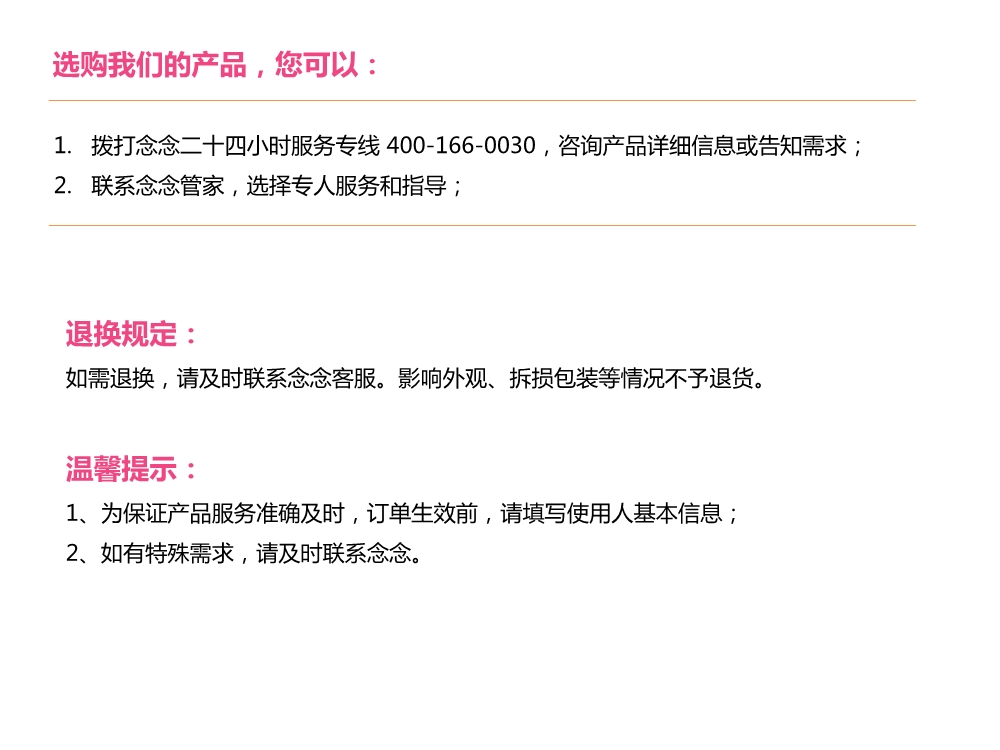 选购我们的产品，您可以：
1. 拨打念念二十四小时服务专线 400-166-0030，咨询产品详细信息或告知需求；
2. 联系念念管家，选择专人服务和指导；
退换规定：
如需退换，请及时联系念念客服。影响外观、拆损包装等情况不予退货。
温馨提示：
1、为保证产品服务准确及时，订单生效前，请填写使用人基本信息；
2、如有特殊需求，请及时联系念念。